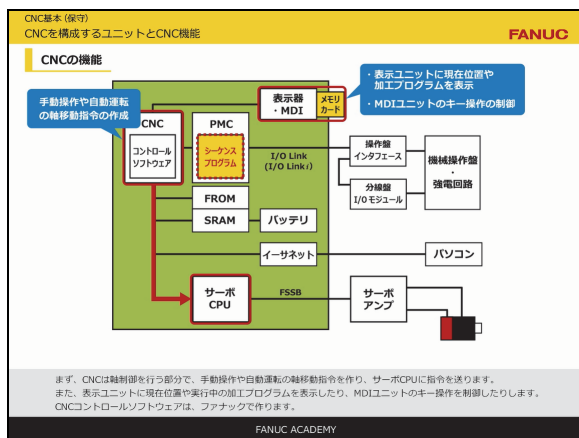 CNC基本(保守)
CNCを構成するユニットとCNC機能
FANUC
CNCの機能
手動操作や自動運転
の軸移動指令の作成
表示器
・MDI
メモリ
カード
・表示ユニットに現在位置や
加工プログラムを表示
・MDIユニットのキー操作の制御
CNC
コントロール
ソフトウェア
PMC
シーケンス
プログラム
I/O Link
(I/O Link i)
操作盤
インタフェース
分線盤
I/O モジュール
機械操作盤
・
強電回路
FROM
SRAM
バッテリ
イーサネット
パソコン
サーボ
CPU
FSSB
サーボ
アンプ
まず、CNCは軸制御を行う部分で、手動操作や自動運転の軸移動指令を作り、サーボCPUに指令を送ります。
また、表示ユニットに現在位置や実行中の加工プログラムを表示したり、MDIユニットのキー操作を制御したりします。
CNCコントロールソフトウェアは、ファナックで作ります。
FANUC ACADEMY